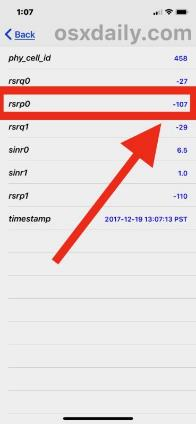 1:07
Back
osxdaily.com
phy_cell_id 458
rsrq0 -27
rsrp0 -107
rsrq1 -29
sinr0 6.5
sinr1 1.0
rsrp1 -110
timestamp 2017-12-19 13:07:13 PST